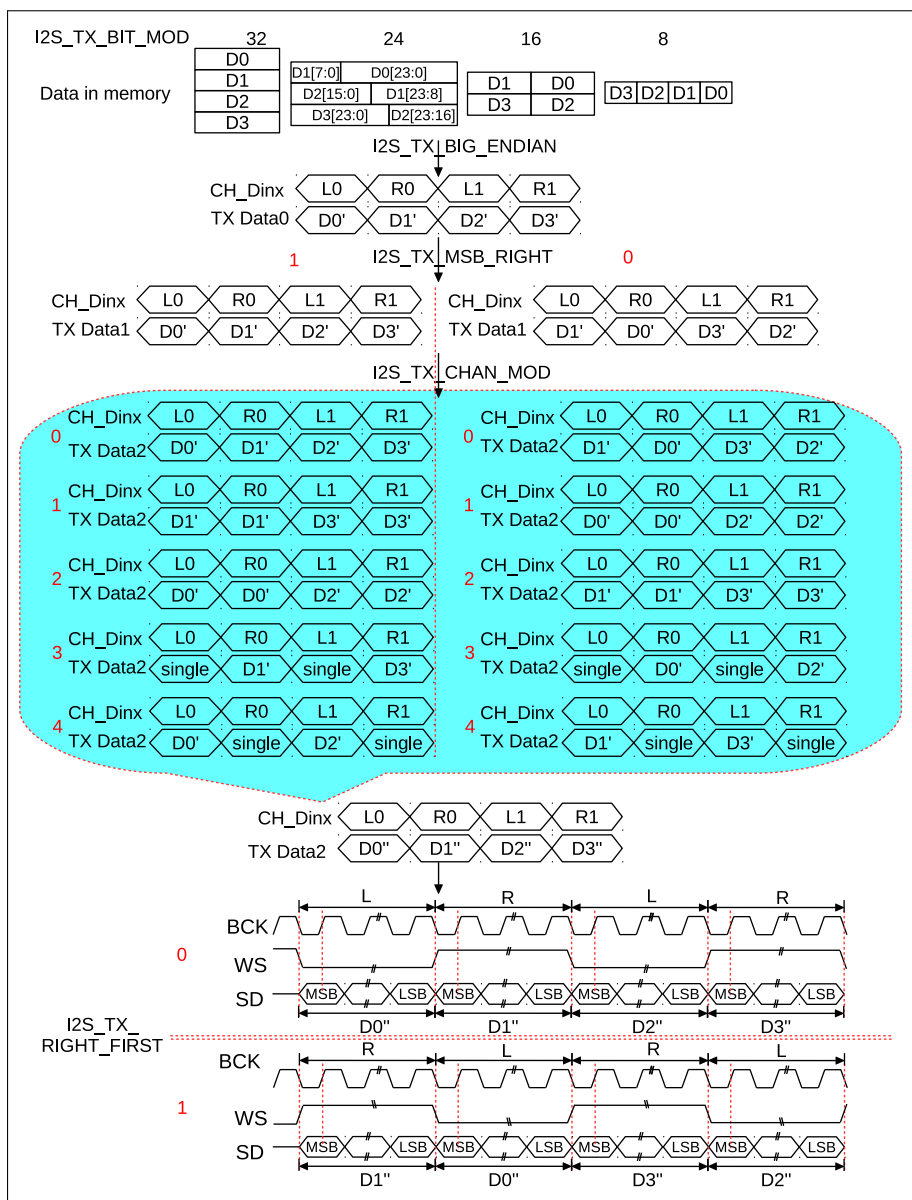 I2S_TX_BIT_MOD 32 24 16 8
Data in memory
D0
D1
D2
D3
D1[7:0] D0[23:0]
D2[15:0] D1[23:8]
D3[23:0] D2[23:16]
D1 D0
D3 D2
D3 D2 D1 D0
I2S_TX_BIG_ENDIAN
CH_Dinx L0 R0 L1 R1
TX Data0 D0' D1' D2' D3'
1 I2S_TX_MSB_RIGHT 0
CH_Dinx L0 R0 L1 R1 CH_Dinx L0 R0 L1 R1
TX Data1 D0' D1' D2' D3' TX Data1 D1' D0' D3' D2'
I2S_TX_CHAN_MOD
0 CH_Dinx L0 R0 L1 R1 0 CH_Dinx L0 R0 L1 R1
TX Data2 D0' D1' D2' D3' TX Data2 D1' D0' D3' D2'
1 CH_Dinx L0 R0 L1 R1 1 CH_Dinx L0 R0 L1 R1
TX Data2 D1' D1' D3' D3' TX Data2 D0' D0' D2' D2'
2 CH_Dinx L0 R0 L1 R1 2 CH_Dinx L0 R0 L1 R1
TX Data2 D0' D0' D2' D2' TX Data2 D1' D1' D3' D3'
3 CH_Dinx L0 R0 L1 R1 3 CH_Dinx L0 R0 L1 R1
TX Data2 single D1' single D3' TX Data2 single D0' single D2'
4 CH_Dinx L0 R0 L1 R1 4 CH_Dinx L0 R0 L1 R1
TX Data2 D0' single D2' single TX Data2 D1' single D3' single
CH_Dinx L0 R0 L1 R1
TX Data2 D0" D1" D2" D3"
L R L R
BCK
0
WS
SD MSB LSB MSB LSB MSB LSB MSB LSB
D0" D1" D2" D3"
I2S_TX_
RIGHT_FIRST
R L R L
BCK
1
WS
SD MSB LSB MSB LSB MSB LSB MSB LSB
D1" D0" D3" D2"